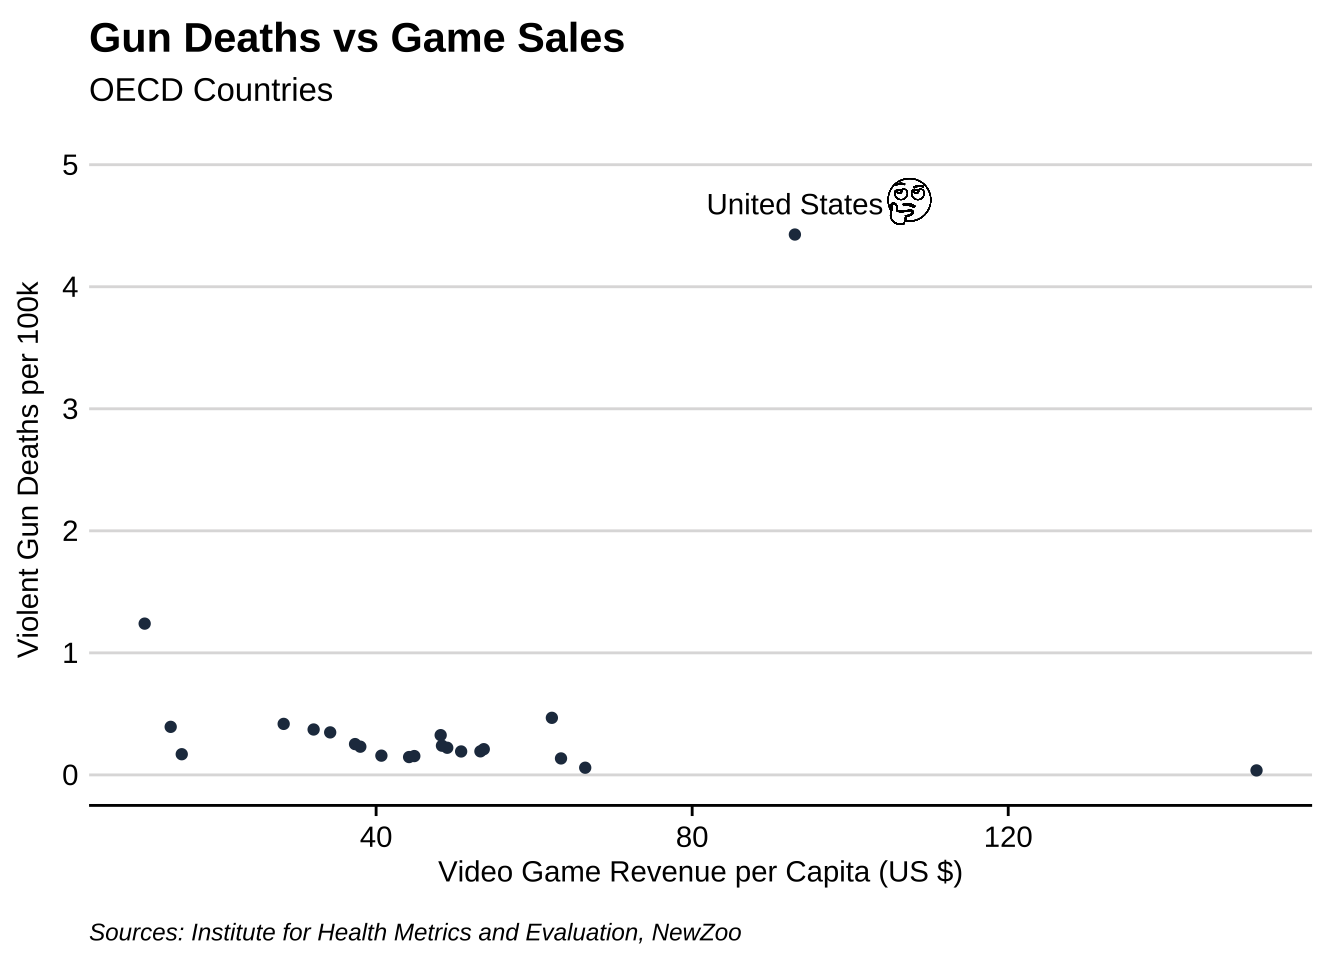 Gun Deaths vs Game Sales
OECD Countries
5
United States
4
3
2
1
0
Violent Gun Deaths per 100k
40 80 120
Video Game Revenue per Capita (US $)
Sources: Institute for Health Metrics and Evaluation, NewZoo